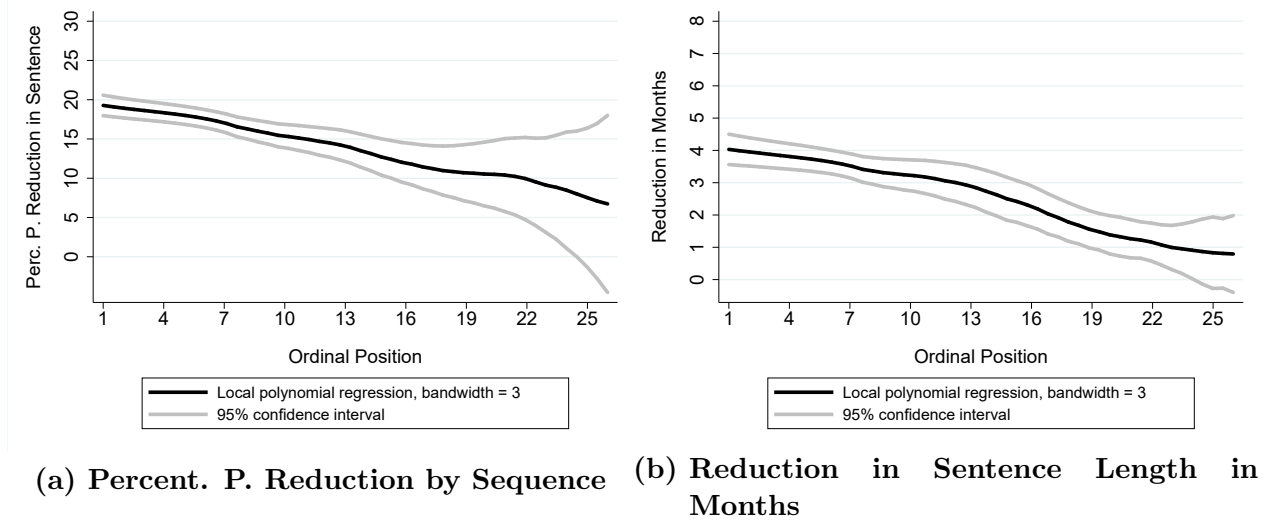 Perc. P. Reduction in Sentence
30
25
20
15
10
5
0
1 4 7 10 13 16 19 22 25
Ordinal Position
Local polynomial regression, bandwidth = 3
95% confidence interval
(a) Percent. P. Reduction by Sequence
Reduction in Months
8
7
6
5
4
3
2
1
0
1 4 7 10 13 16 19 22 25
Ordinal Position
Local polynomial regression, bandwidth = 3
95% confidence interval
(b) Reduction in Sentence Length in
Months